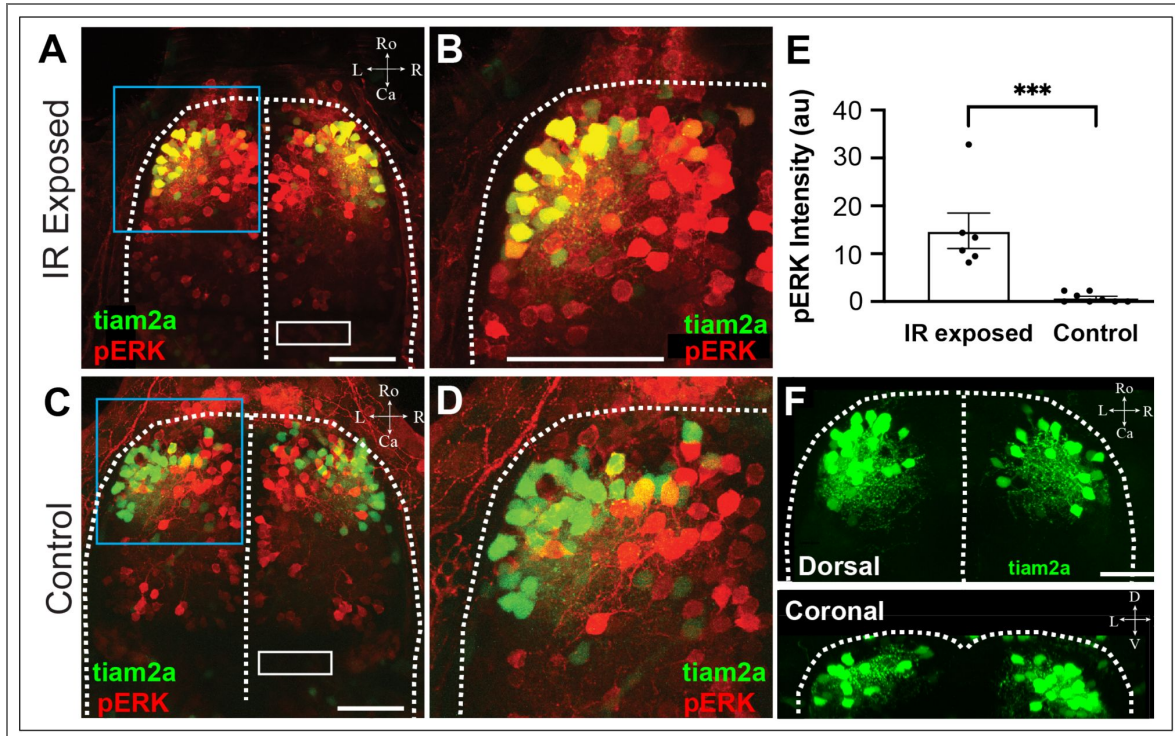 IR Exposed
A
Ro
L R
Ca
tiam2a
pERK
B
tiam2a
pERK
E
***
pERK Intensity (au)
40
30
20
10
0
IR exposed
Control
Control
C
Ro
L R
Ca
tiam2a
pERK
D
tiam2a
pERK
F
Ro
L R
Ca
Dorsal
tiam2a
Coronal
D
L
V